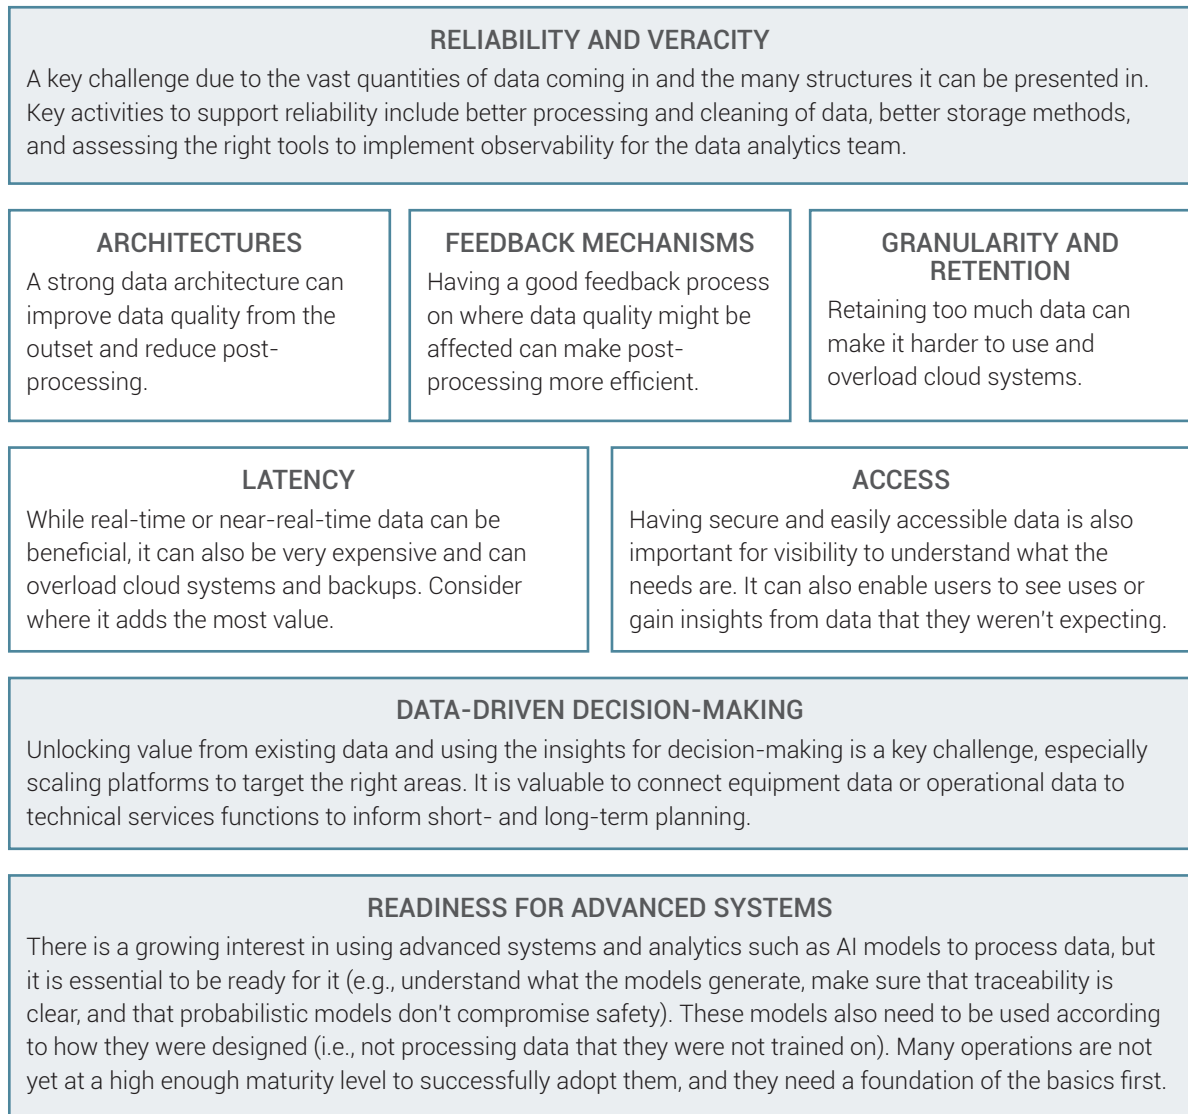 RELIABILITY AND VERACITY
A key challenge due to the vast quantities of data coming in and the many structures it can be presented in.
Key activities to support reliability include better processing and cleaning of data, better storage methods,
and assessing the right tools to implement observability for the data analytics team.
ARCHITECTURES
A strong data architecture can
improve data quality from the
outset and reduce post-
processing.
FEEDBACK MECHANISMS
Having a good feedback process
on where data quality might be
affected can make post-
processing more efficient.
GRANULARITY AND
RETENTION
Retaining too much data can
make it harder to use and
overload cloud systems.
LATENCY
While real-time or near-real-time data can be
beneficial, it can also be very expensive and can
overload cloud systems and backups. Consider
where it adds the most value.
ACCESS
Having secure and easily accessible data is also
important for visibility to understand what the
needs are. It can also enable users to see uses or
gain insights from data that they weren't expecting.
DATA-DRIVEN DECISION-MAKING
Unlocking value from existing data and using the insights for decision-making is a key challenge, especially
scaling platforms to target the right areas. It is valuable to connect equipment data or operational data to
technical services functions to inform short- and long-term planning.
READINESS FOR ADVANCED SYSTEMS
There is a growing interest in using advanced systems and analytics such as AI models to process data, but
it is essential to be ready for it (e.g., understand what the models generate, make sure that traceability is
clear, and that probabilistic models don't compromise safety). These models also need to be used according
to how they were designed (i.e., not processing data that they were not trained on). Many operations are not
yet at a high enough maturity level to successfully adopt them, and they need a foundation of the basics first.